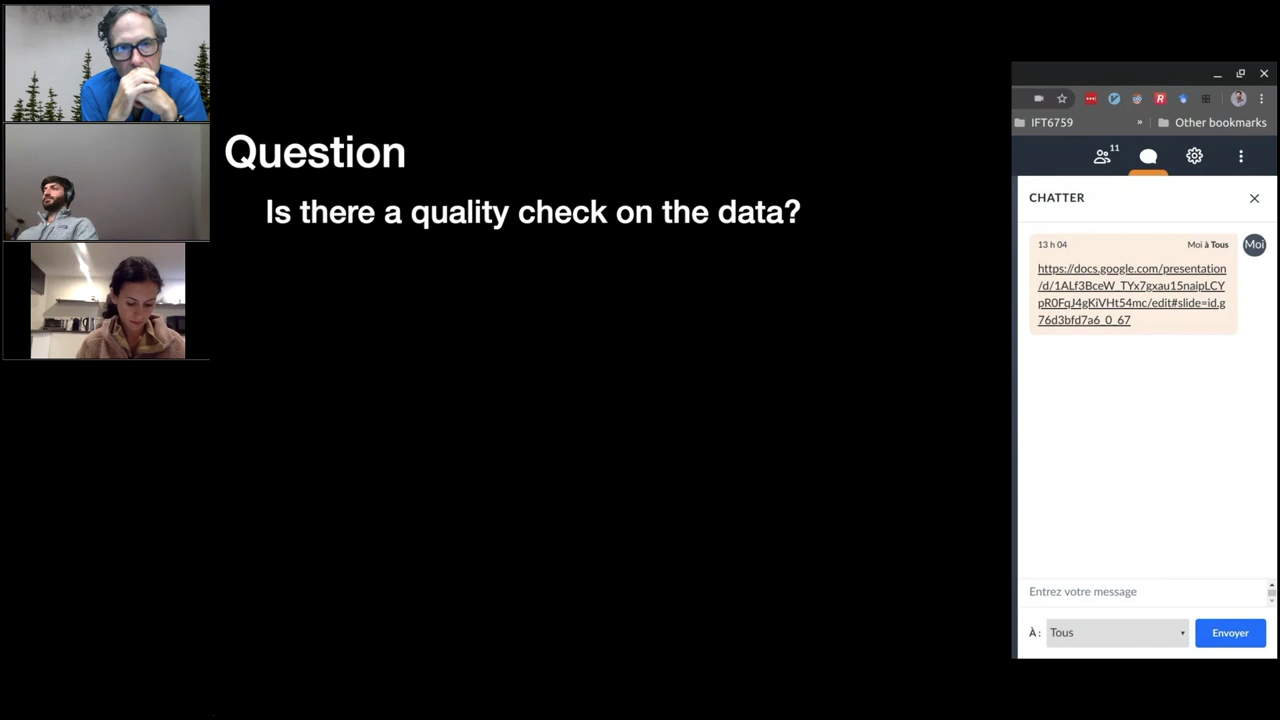 Question
Is there a quality check on the data?
IFT6759
»
Other bookmarks
11
CHATTER
13 h 04
Moi à Tous
Moi
https://docs.google.com/presentation
/d/1ALf3BceW_TYx7gxau15naipLCY
pR0FqJ4gKiVHt54mc/edit#slide=id.g
76d3bfd7a6_0_67
Entrez votre message
À :
Tous
Envoyer